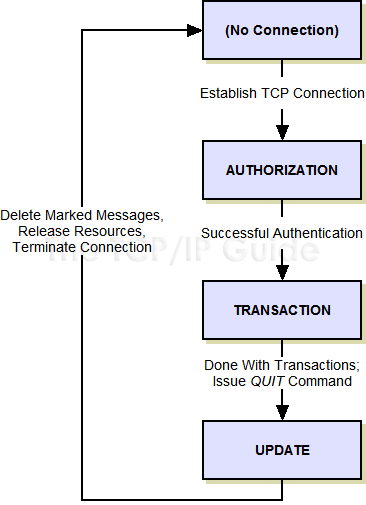 (No Connection)
Establish TCP Connection
AUTHORIZATION
Delete Marked Messages,
Release Resources,
Terminate Connection
Successful Authentication
The TCP/IP Guide
TRANSACTION
Done With Transactions;
Issue QUIT Command
UPDATE